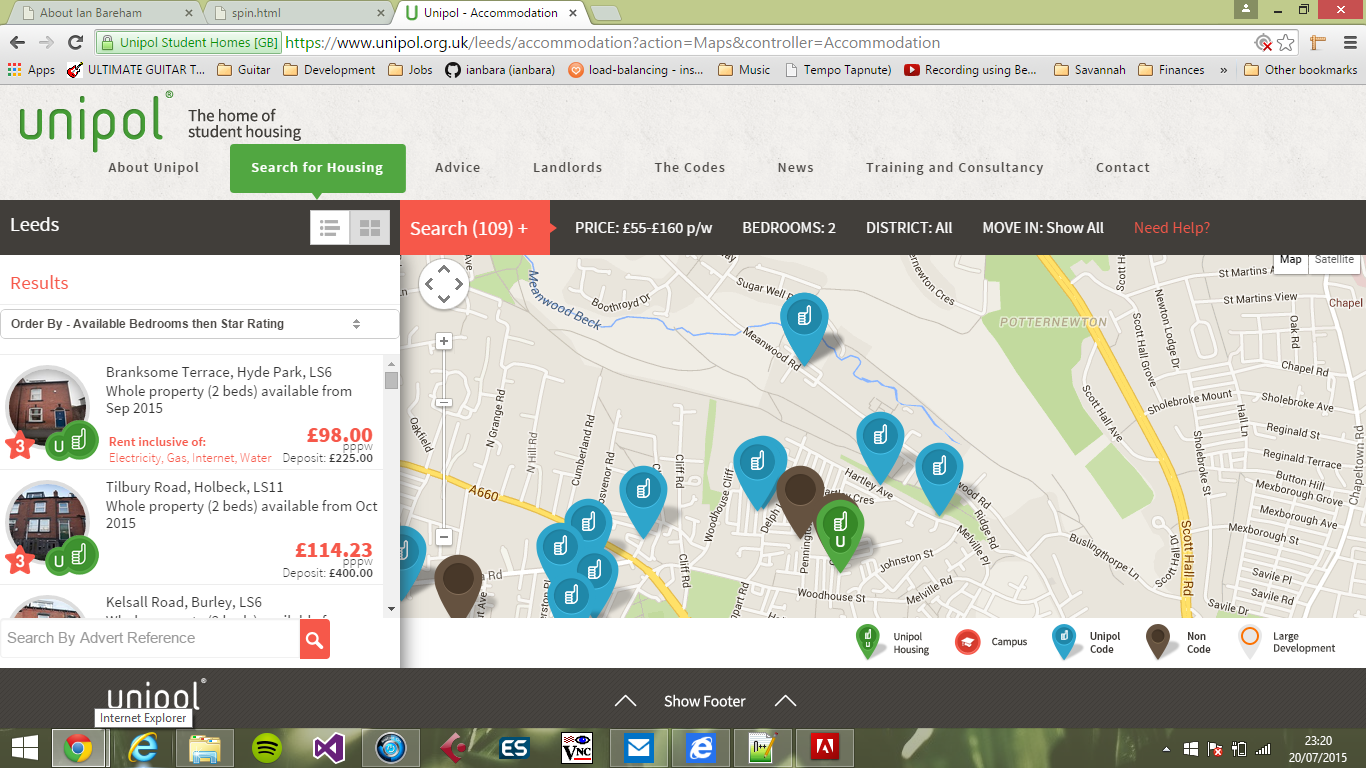 About Ian Bareham
spin.html
Unipol - Accommodation
Unipol Student Homes [GB]
https://www.unipol.org.uk/leeds/accommodation?action=Maps&controller=Accommodation
Apps
ULTIMATE GUITAR T...
Guitar
Development
Jobs
ianbara (ianbara)
load-balancing - ins...
Music
Tempo Tapnute)
Recording using Be...
Savannah
Finances
»
Other bookmarks
unipol®
The home of
student housing
About Unipol
Search for Housing
Advice
Landlords
The Codes
News
Training and Consultancy
Contact
Leeds
Search (109) +
PRICE: £55-£160 p/w
BEDROOMS: 2
DISTRICT: All
MOVE IN: Show All
Need Help?
Results
Order By - Available Bedrooms then Star Rating
Branksome Terrace, Hyde Park, LS6
Whole property (2 beds) available from
Sep 2015
3
U
Rent inclusive of:
Electricity, Gas, Internet, Water
£98.00
pppw
Deposit: £225.00
Tilbury Road, Holbeck, LS11
Whole property (2 beds) available from Oct
2015
3
U
£114.23
pppw
Deposit: £400.00
Kelsall Road, Burley, LS6
Search By Advert Reference
Map
Satellite
Meanwood Beck
Boothroyd Dr
Sugar Well
Meanwood Rd
Potternewton Cres
POTTERNEWTON
St Martins View
Newton Lodge Dr
Scott Hall Grove
Scott Hall Ave
Oak Rd
Chapel
Chapel Rd
Sholebroke Mount
Sholebroke Ave
Hall Ln
Sholebroke St
Reginald St
Reginald Terrace
Hutton Terrace
Mexborough Grove
Mexborough Ave
Mexborough St
Chapeltown Rd
Savile Pl
Savile Dr
Scott Hall Rd
Buslingthorpe Ln
Oakfield
N Grange Rd
N Hill Rd
Cumberland Rd
Grosvenor Rd
Cliff Rd
Cliff Rd
Woodhouse Cliff
A660
Hartley Ave
Hartley Cres
Delph
Pennington
Ridge Rd
Melville Pl
Johnston St
Melville Rd
Woodhouse St
U
Unipol
Housing
Campus
Unipol
Code
Non
Code
Large
Development
unipol®
Show Footer
Internet Explorer
ES
VNC
23:20
20/07/2015